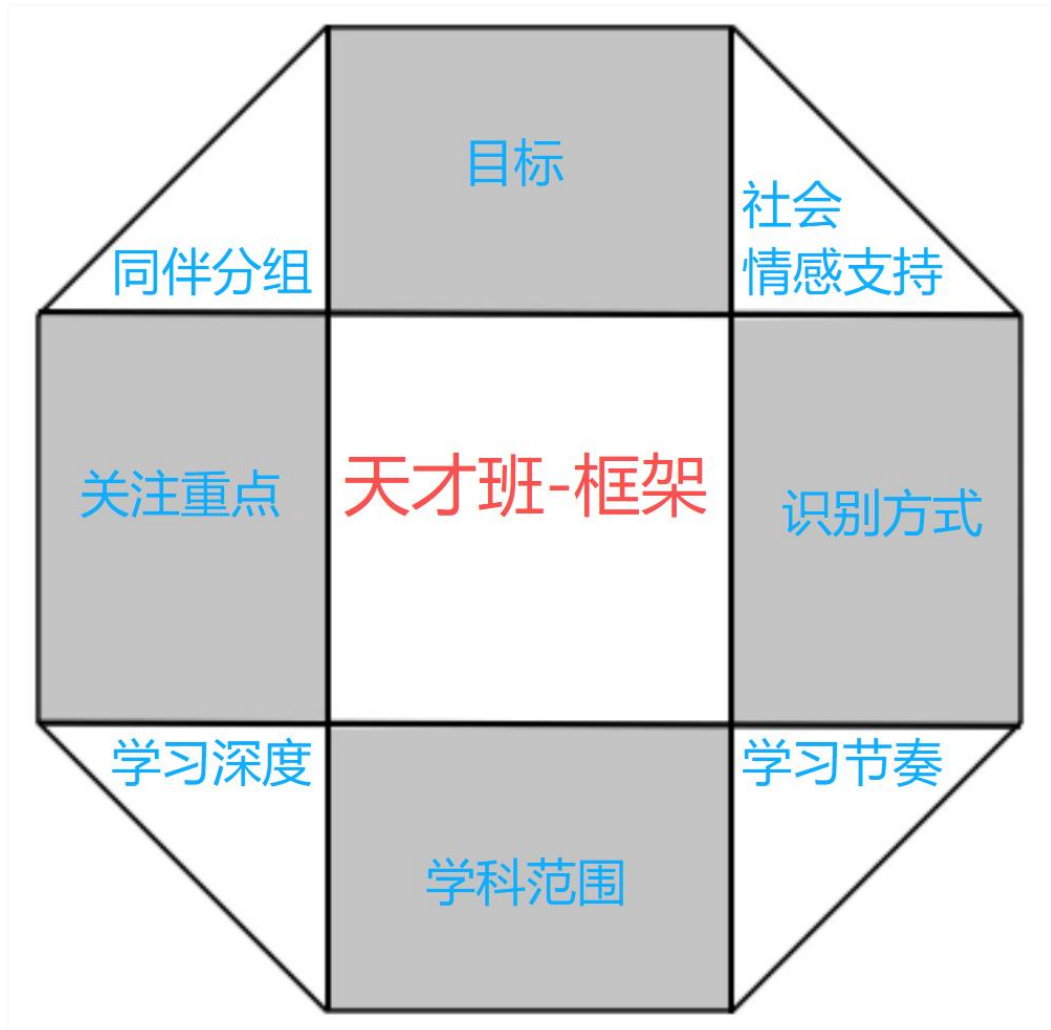 目标
社会
情感支持
同伴分组
关注重点
天才班-框架
识别方式
学习深度
学习节奏
学科范围